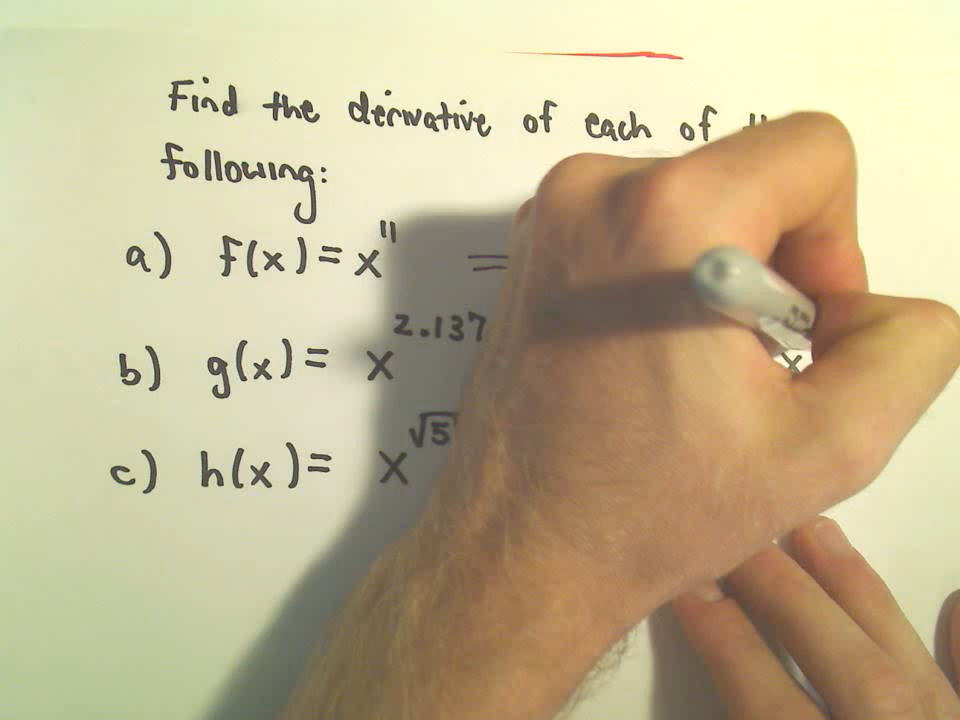 Find the derivative of each of
following:
a) f(x) = x^11 =
b) g(x) = x^2.137 x
c) h(x) = x^√5